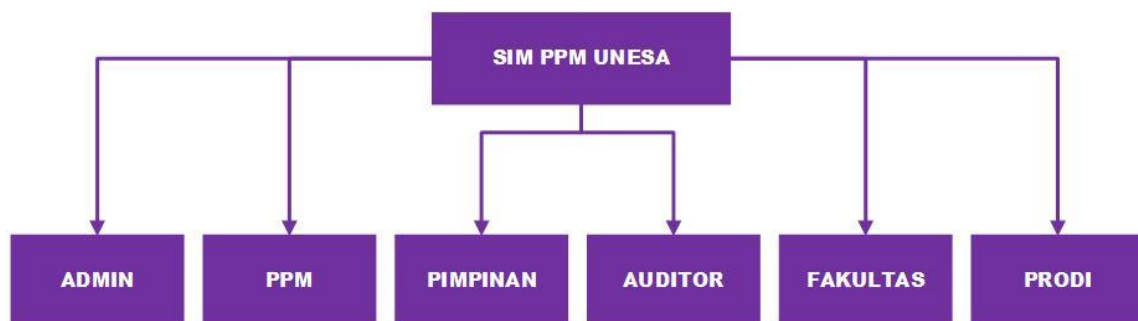 SIM PPM UNESA
ADMIN
PPM
PIMPINAN
AUDITOR
FAKULTAS
PRODI